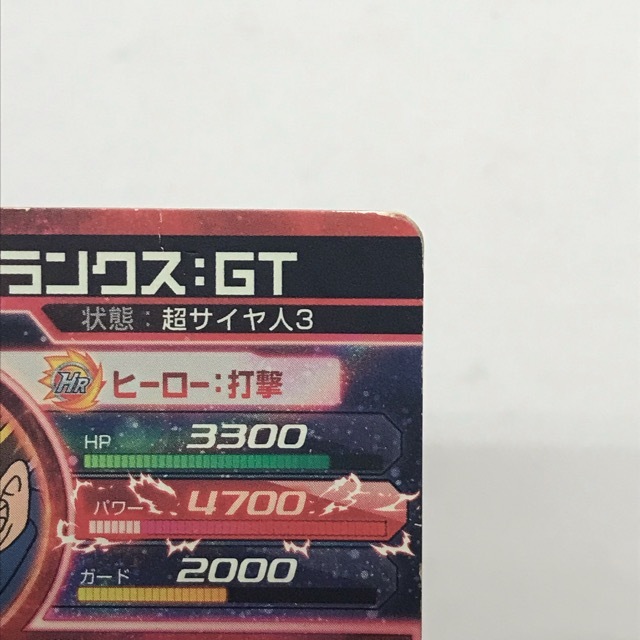 ランクス:GT
状態:超サイヤ人3
HR ヒーロー:打撃
HP 3300
パワー 4700
ガード 2000